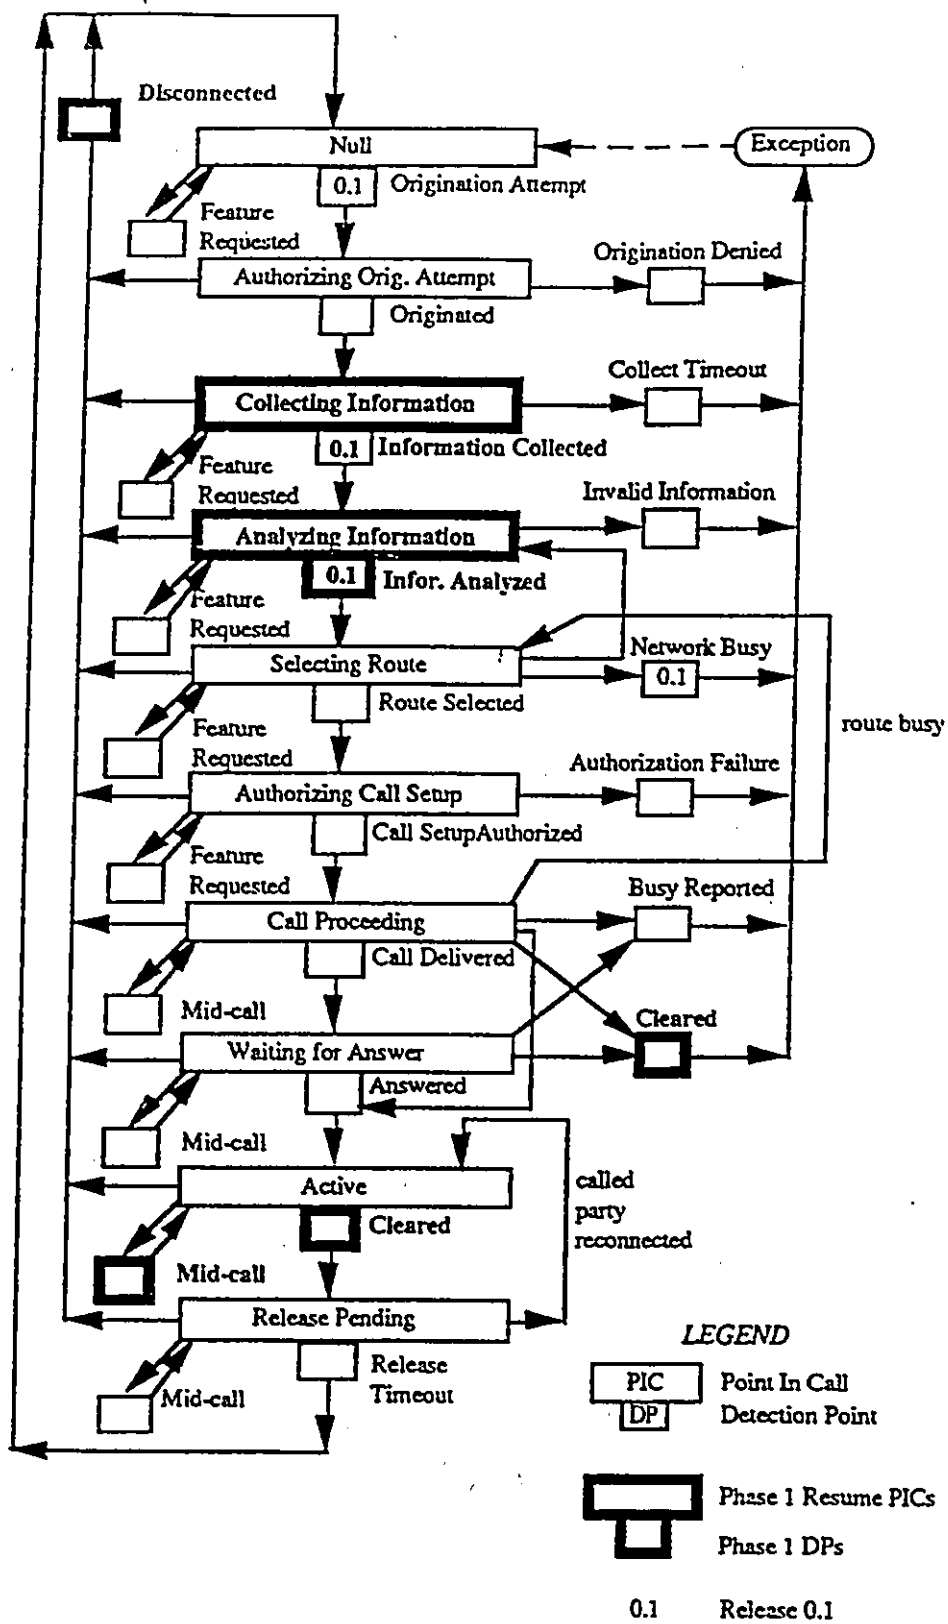 Disconnected
Null
Exception
0.1 Origination Attempt
Feature
Requested
Origination Denied
Authorizing Orig. Attempt
Originated
Collect Timeout
Collecting Information
0.1 Information Collected
Feature
Requested
Invalid Information
Analyzing Information
0.1 Infor. Analyzed
Feature
Requested
Network Busy
Selecting Route
0.1
Route Selected
route busy
Feature
Requested
Authorization Failure
Authorizing Call Setup
Call SetupAuthorized
Feature
Requested
Busy Reported
Call Proceeding
Call Delivered
Mid-call
Cleared
Waiting for Answer
Answered
Mid-call
Active
called
party
reconnected
Cleared
Mid-call
Release Pending
Release
Timeout
Mid-call
LEGEND
PIC Point In Call
DP Detection Point
Phase 1 Resume PICs
Phase 1 DPs
0.1 Release 0.1